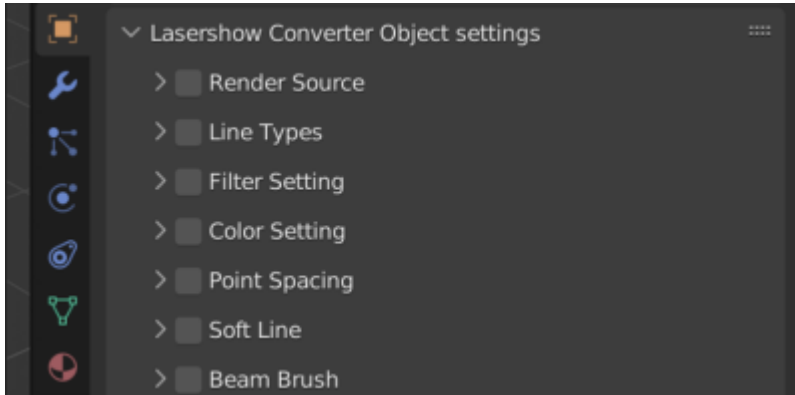 Lasershow Converter Object settings
Render Source
Line Types
Filter Setting
Color Setting
Point Spacing
Soft Line
Beam Brush